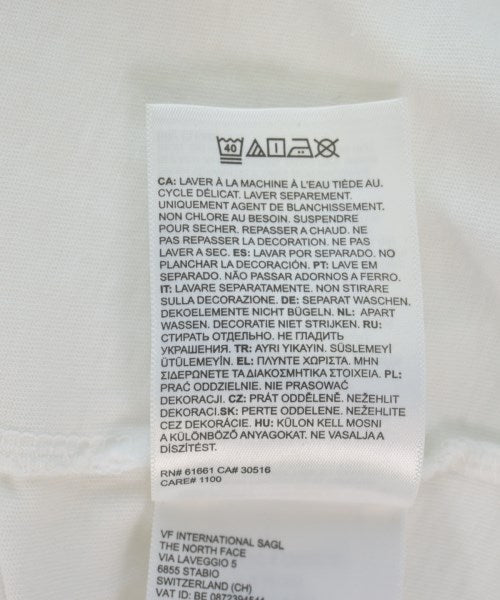 40
CA: LAVER À LA MACHINE À L'EAU TIÈDE AU.
CYCLE DÉLICAT. LAVER SEPAREMENT.
UNIQUEMENT AGENT DE BLANCHISSEMENT.
NON CHLORE AU BESOIN. SUSPENDRE
POUR SECHER. REPASSER A CHAUD. NE
PAS REPASSER LA DECORATION. NE PAS
LAVER A SEC. ES: LAVAR POR SEPARADO. NO
PLANCHAR LA DECORACIÓN. PT: LAVE EM
SEPARADO. NÃO PASSAR ADORNOS A FERRO.
IT: LAVARE SEPARATAMENTE. NON STIRARE
SULLA DECORAZIONE. DE: SEPARAT WASCHEN.
DEKOELEMENTE NICHT BÜGELN. NL: APART
WASSEN. DECORATIE NIET STRIJKEN. RU:
СТИРАТЬ ОТДЕЛЬНО. НЕ ГЛАДИТЬ
УКРАШЕНИЯ. TR: AYRI YIKAYIN. SÜSLEMEYİ
ÜTÜLEMEYİN. EL: ΠΛΥΝΤΕ ΧΩΡΙΣΤΑ. ΜΗΝ
ΣΙΔΕΡΩΝΕΤΕ ΤΑ ΔΙΑΚΟΣΜΗΤΙΚΑ ΣΤΟΙΧΕΙΑ. PL:
PRAĆ ODDZIELNIE. NIE PRASOWAĆ
DEKORACJI. CZ: PRÁT ODDĚLENĚ. NEŽEHLIT
DEKORACI.SK: PERTE ODDELENE. NEŽEHLITE
CEZ DEKORÁCIE. HU: KÜLÖN KELL MOSNI
A KÜLÖNBÖZŐ ANYAGOKAT. NE VASALJA A
DÍSZÍTÉST.
RN# 61661 CA# 30516
CARE# 1100
VF INTERNATIONAL SAGL
THE NORTH FACE
VIA LAVEGGIO 5
6855 STABIO
SWITZERLAND (CH)
VAT ID: BE 0872394544